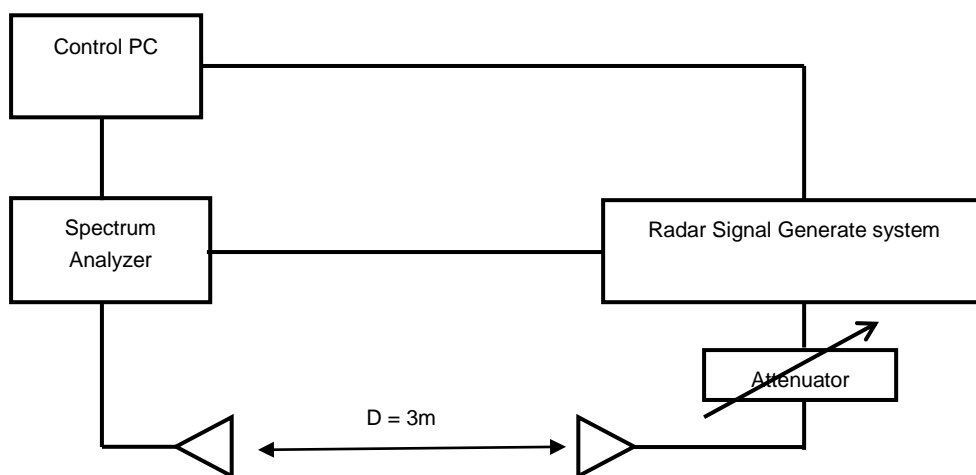 Control PC
Spectrum
Analyzer
Radar Signal Generate system
Attenuator
D = 3m